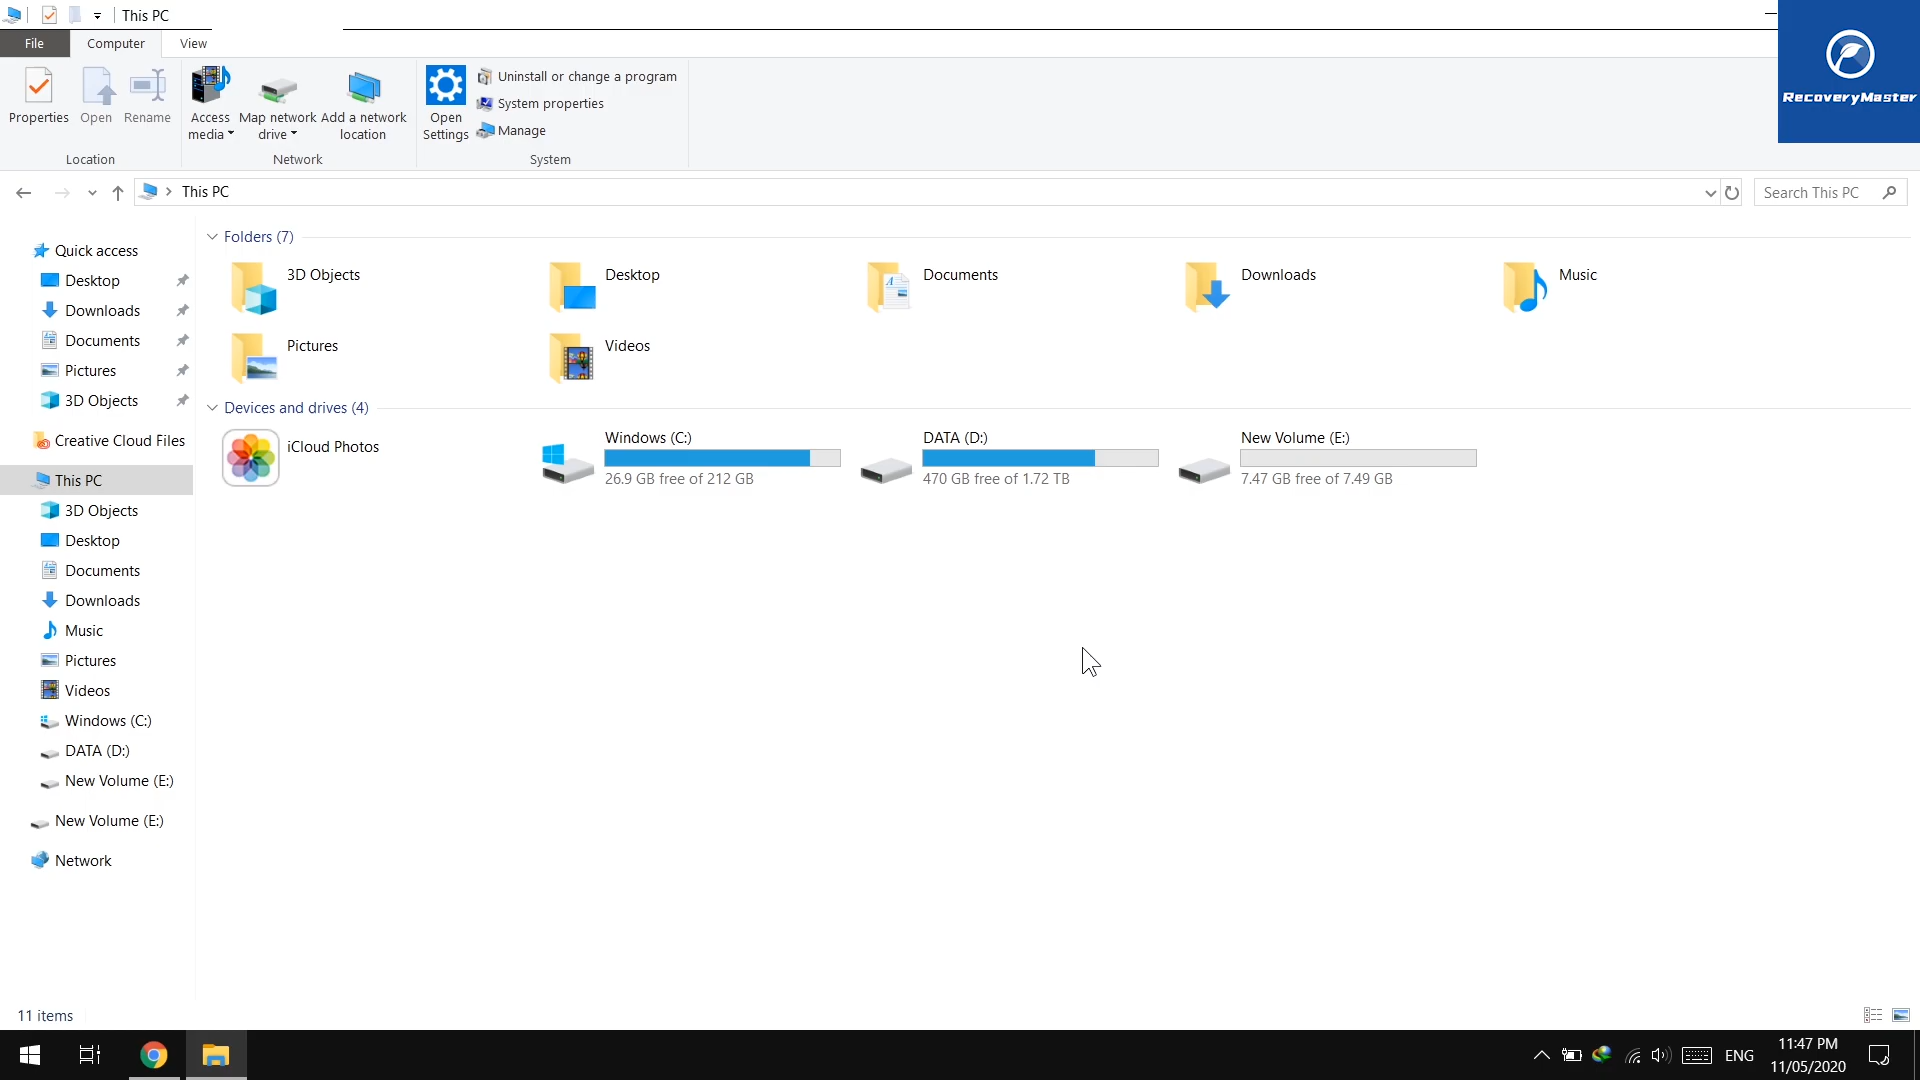 This PC
File Computer View
RecoveryMaster
Properties Open Rename
Access media
Map network drive
Add a network location
Open Settings
Uninstall or change a program
System properties
Manage
Location Network System
This PC
Search This PC
Quick access
Desktop
Downloads
Documents
Pictures
3D Objects
Creative Cloud Files
This PC
3D Objects
Desktop
Documents
Downloads
Music
Pictures
Videos
Windows (C:)
DATA (D:)
New Volume (E:)
New Volume (E:)
Network
Folders (7)
3D Objects Desktop Documents Downloads Music
Pictures Videos
Devices and drives (4)
iCloud Photos
Windows (C:)
26.9 GB free of 212 GB
DATA (D:)
470 GB free of 1.72 TB
New Volume (E:)
7.47 GB free of 7.49 GB
11 items
ENG
11:47 PM
11/05/2020